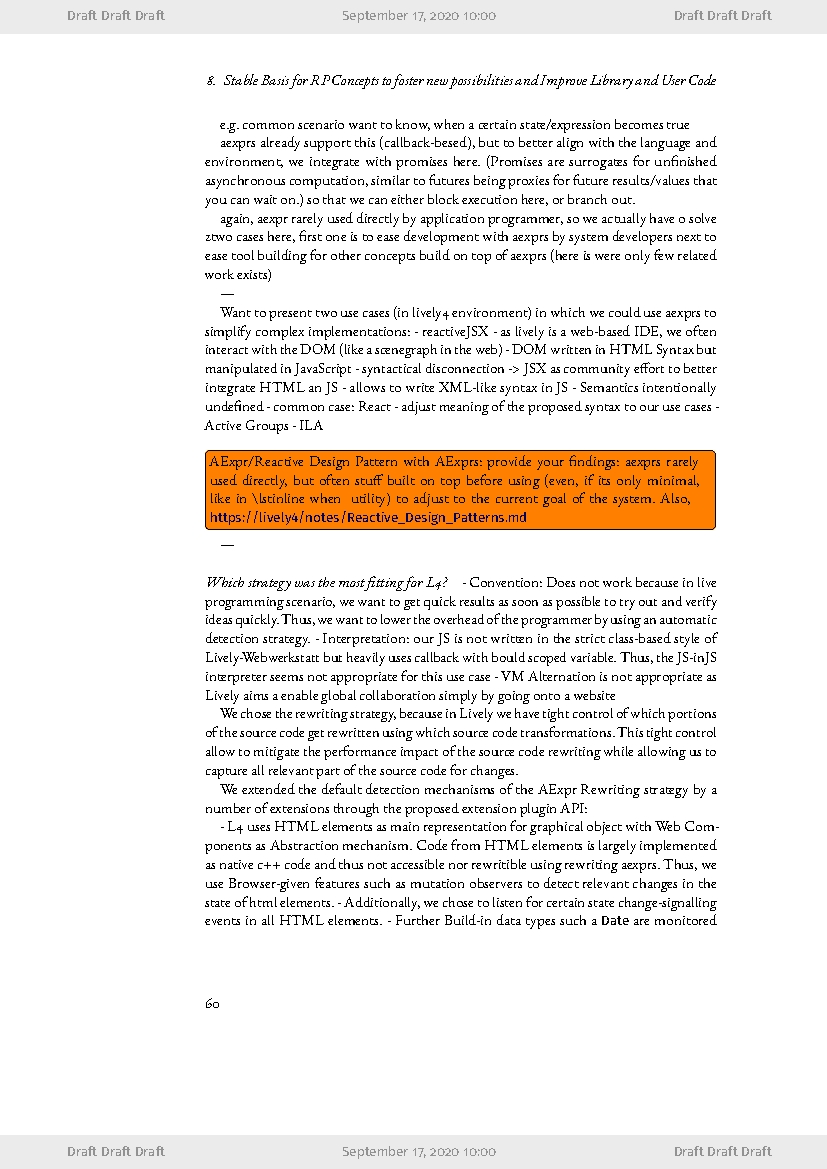 Draft Draft Draft September 17, 2020 10:00 Draft Draft Draft
8. Stable Basis for RP Concepts to foster new possibilities and Improve Library and User Code
e.g. common scenario want to know, when a certain state/expression becomes true
aexprs already support this (callback-besed), but to better align with the language and
environment, we integrate with promises here. (Promises are surrogates for unfinished
asynchronous computation, similar to futures being proxies for future results/values that
you can wait on.) so that we can either block execution here, or branch out.
again, aexpr rarely used directly by application programmer, so we actually have o solve
ztwo cases here, first one is to ease development with aexprs by system developers next to
ease tool building for other concepts build on top of aexprs (here is were only few related
work exists)
—
Want to present two use cases (in lively4 environment) in which we could use aexprs to
simplify complex implementations: - reactiveJSX - as lively is a web-based IDE, we often
interact with the DOM (like a scenegraph in the web) - DOM written in HTML Syntax but
manipulated in JavaScript - syntactical disconnection -> JSX as community effort to better
integrate HTML an JS - allows to write XML-like syntax in JS - Semantics intentionally
undefined - common case: React - adjust meaning of the proposed syntax to our use cases -
Active Groups - ILA
AExpr/Reactive Design Pattern with AExprs: provide your findings: aexprs rarely
used directly, but often stuff built on top before using (even, if its only minimal,
like in \lstinline when utility) to adjust to the current goal of the system. Also,
https://lively4/notes/Reactive_Design_Patterns.md
—
Which strategy was the most fitting for L4? - Convention: Does not work because in live
programming scenario, we want to get quick results as soon as possible to try out and verify
ideas quickly. Thus, we want to lower the overhead of the programmer by using an automatic
detection strategy. - Interpretation: our JS is not written in the strict class-based style of
Lively-Webwerkstatt but heavily uses callback with bould scoped variable. Thus, the JS-inJS
interpreter seems not appropriate for this use case - VM Alternation is not appropriate as
Lively aims a enable global collaboration simply by going onto a website
We chose the rewriting strategy, because in Lively we have tight control of which portions
of the source code get rewritten using which source code transformations. This tight control
allow to mitigate the performance impact of the source code rewriting while allowing us to
capture all relevant part of the source code for changes.
We extended the default detection mechanisms of the AExpr Rewriting strategy by a
number of extensions through the proposed extension plugin API:
- L4 uses HTML elements as main representation for graphical object with Web Com-
ponents as Abstraction mechanism. Code from HTML elements is largely implemented
as native c++ code and thus not accessible nor rewritible using rewriting aexprs. Thus, we
use Browser-given features such as mutation observers to detect relevant changes in the
state of html elements. - Additionally, we chose to listen for certain state change-signalling
events in all HTML elements. - Further Build-in data types such a Date are monitored
60
Draft Draft Draft September 17, 2020 10:00 Draft Draft Draft